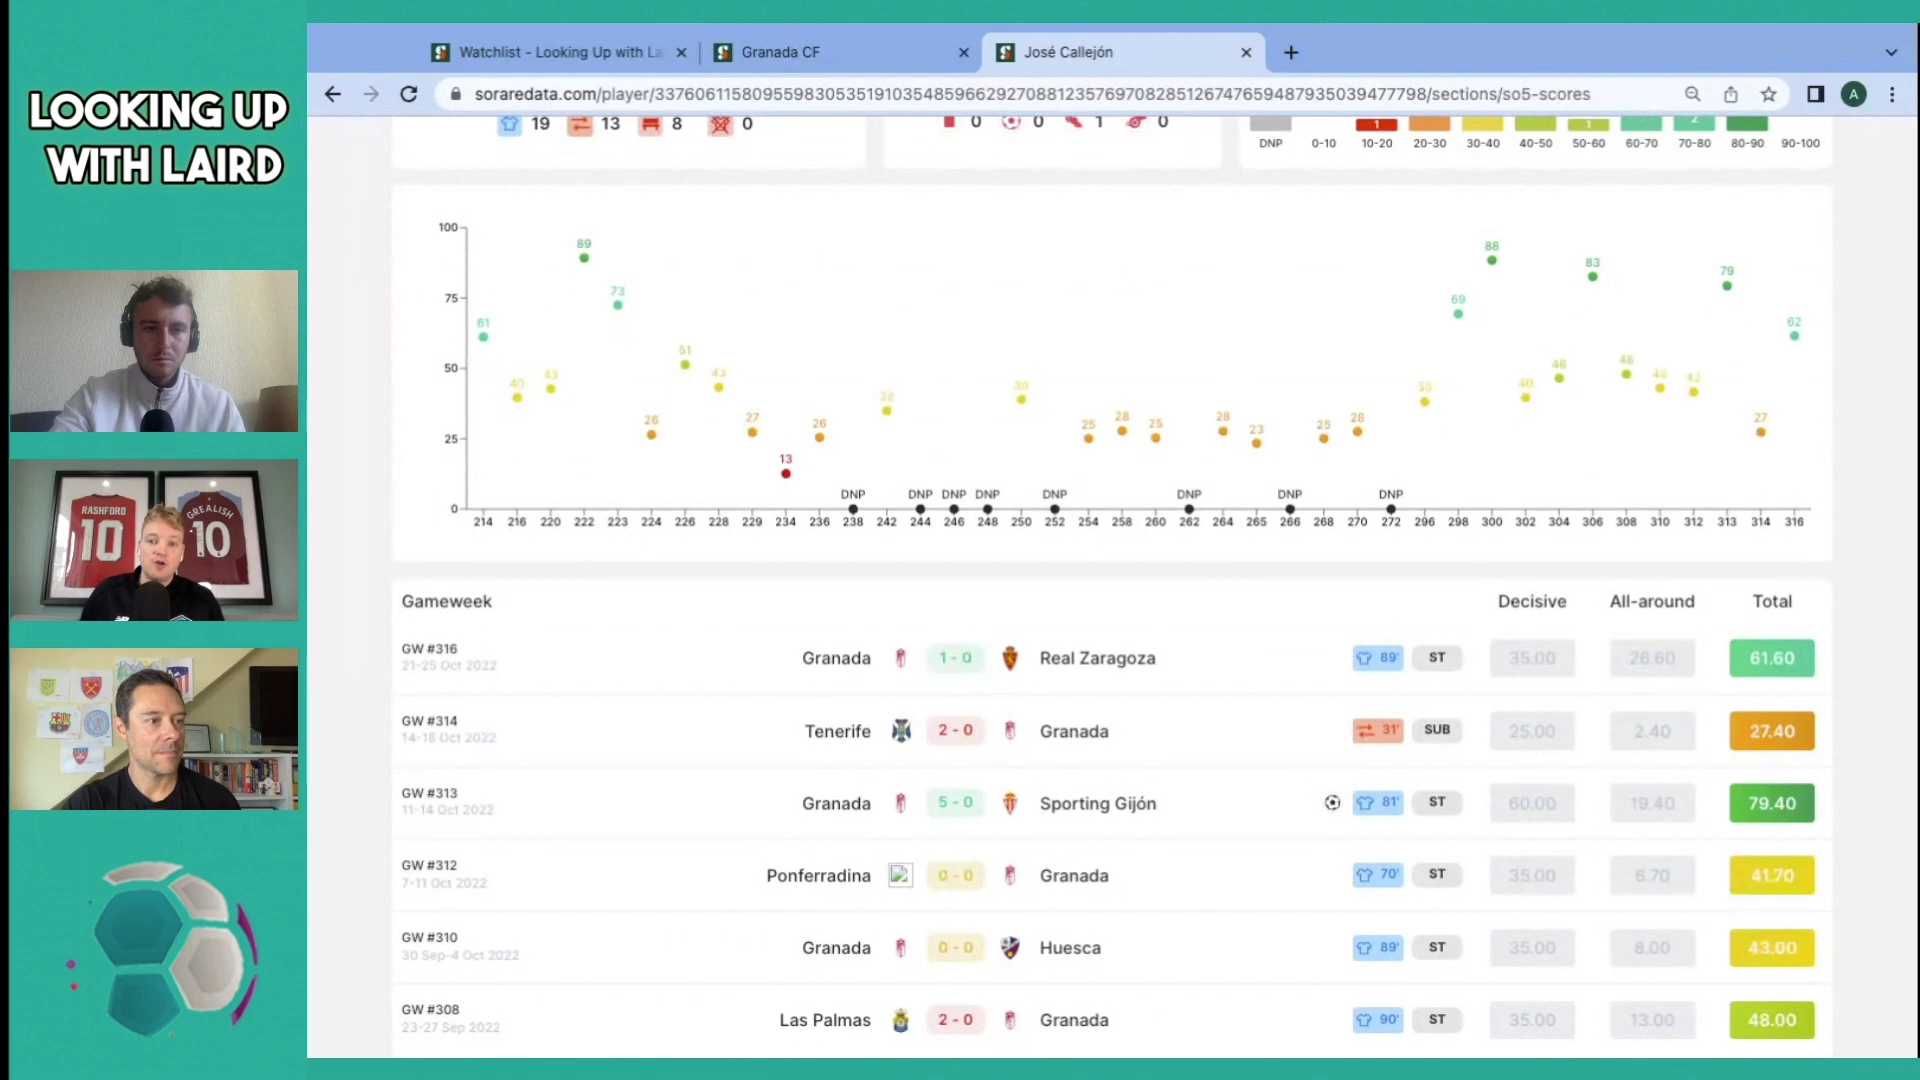 LOOKING UP
WITH LAIRD
Watchlist - Looking Up with La
Granada CF
José Callejón
soraredata.com/player/33760611580955983053519103548596629270881235769708285126747659487935039477798/sections/so5-scores
A
19 13 8 0
0 0 1 0
1 1 2
DNP 0-10 10-20 20-30 30-40 40-50 50-60 60-70 70-80 80-90 90-100
100
75
50
25
0
61 40 43 89 73 26 51 43 27 13 26 DNP DNP DNP DNP 39 DNP 25 28 25 DNP 28 23 DNP 25 28 DNP 69 88 40 46 83 48 42 79 27 62
214 216 220 222 223 224 226 228 229 234 236 238 242 244 246 248 250 252 254 258 260 262 264 265 266 268 270 272 296 298 300 302 304 306 308 310 312 313 314 316
RASHFORD
10
GREALISH
10
Gameweek Decisive All-around Total
GW #316
21-25 Oct 2022
Granada 1 - 0 Real Zaragoza 89' ST 35.00 26.60 61.60
GW #314
14-18 Oct 2022
Tenerife 2 - 0 Granada 31' SUB 25.00 2.40 27.40
GW #313
11-14 Oct 2022
Granada 5 - 0 Sporting Gijón 81' ST 60.00 19.40 79.40
GW #312
7-11 Oct 2022
Ponferradina 0 - 0 Granada 70' ST 35.00 6.70 41.70
GW #310
30 Sep-4 Oct 2022
Granada 0 - 0 Huesca 89' ST 35.00 8.00 43.00
GW #308
23-27 Sep 2022
Las Palmas 2 - 0 Granada 90' ST 35.00 13.00 48.00